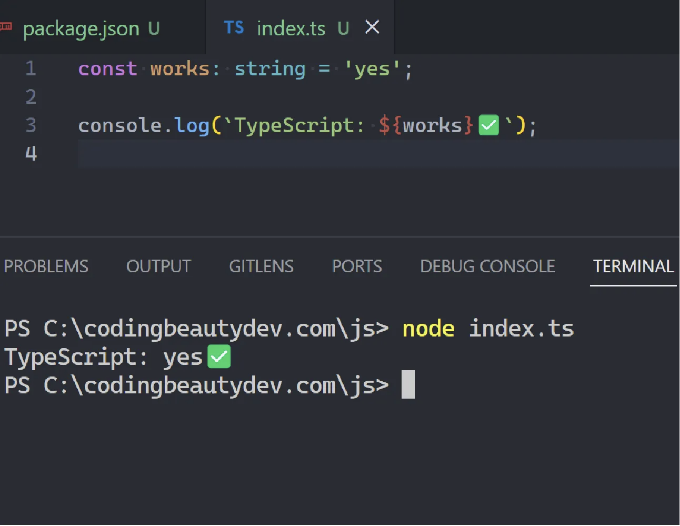 package.json U TS index.ts U ×
1 const works: string = 'yes';
2
3 console.log(`TypeScript: ${works}✅`);
4
PROBLEMS OUTPUT GITLENS PORTS DEBUG CONSOLE TERMINAL
PS C:\codingbeautydev.com\js> node index.ts
TypeScript: yes✅
PS C:\codingbeautydev.com\js>